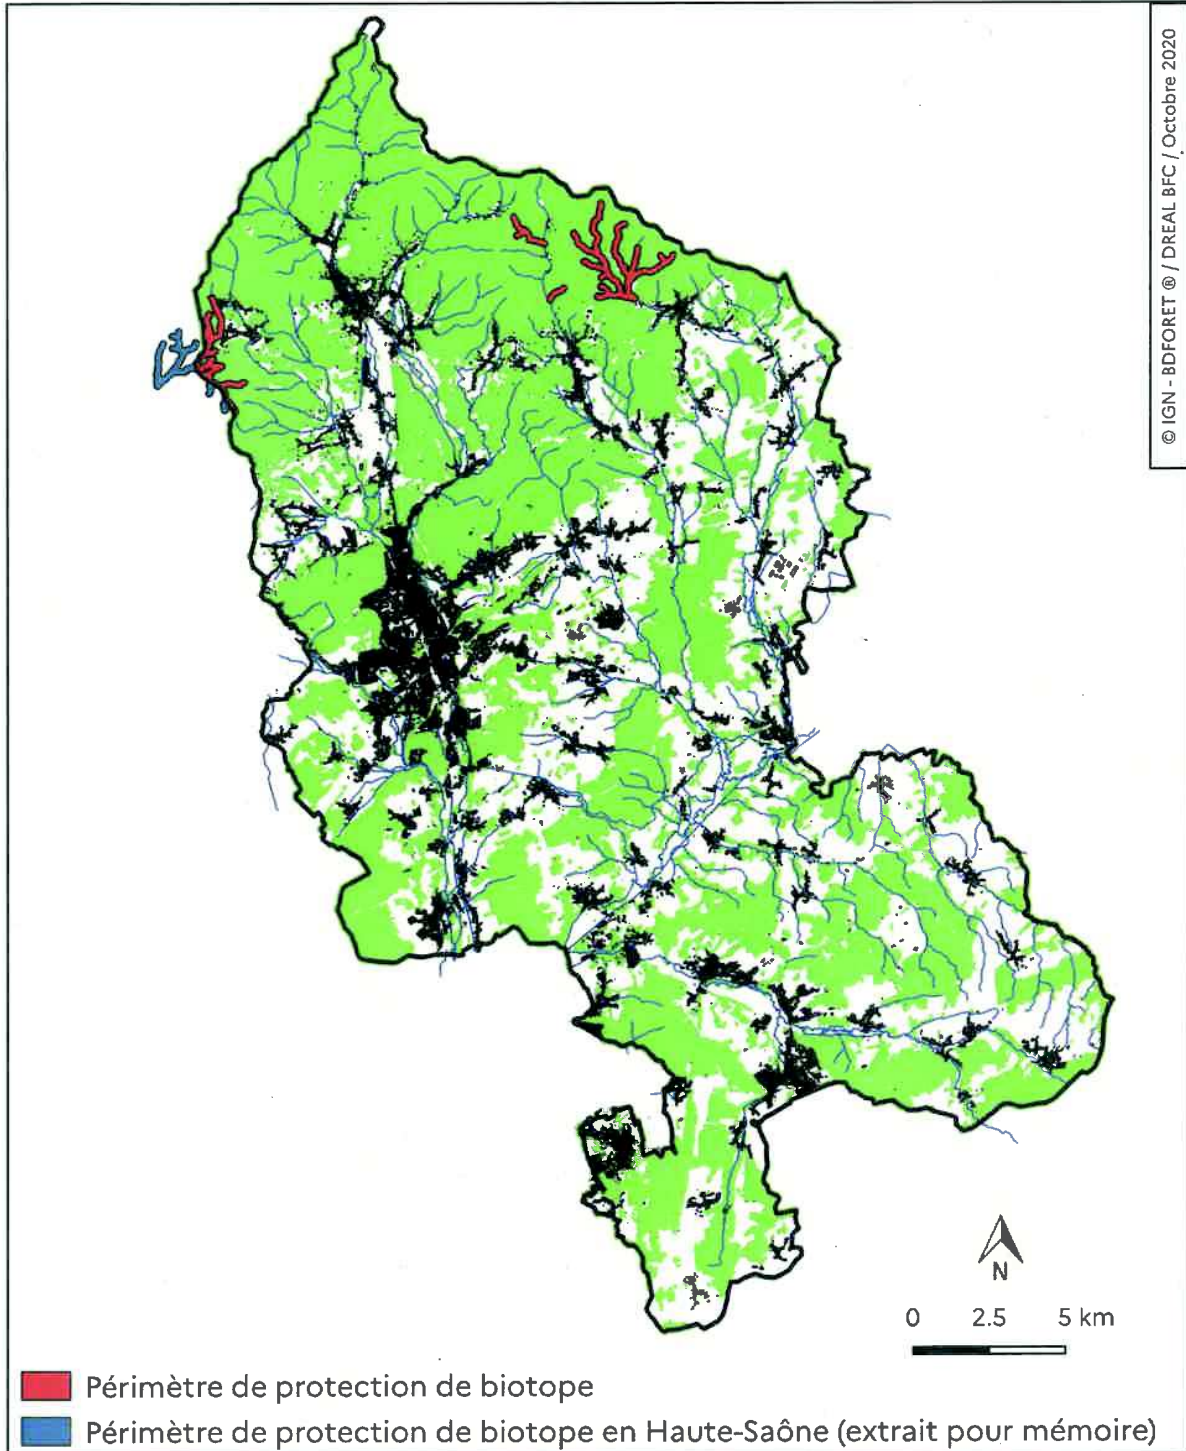 © IGN - BDFORET ® / DREAL BFC / Octobre 2020
N
0 2.5 5 km
Périmètre de protection de biotope
Périmètre de protection de biotope en Haute-Saône (extrait pour mémoire)